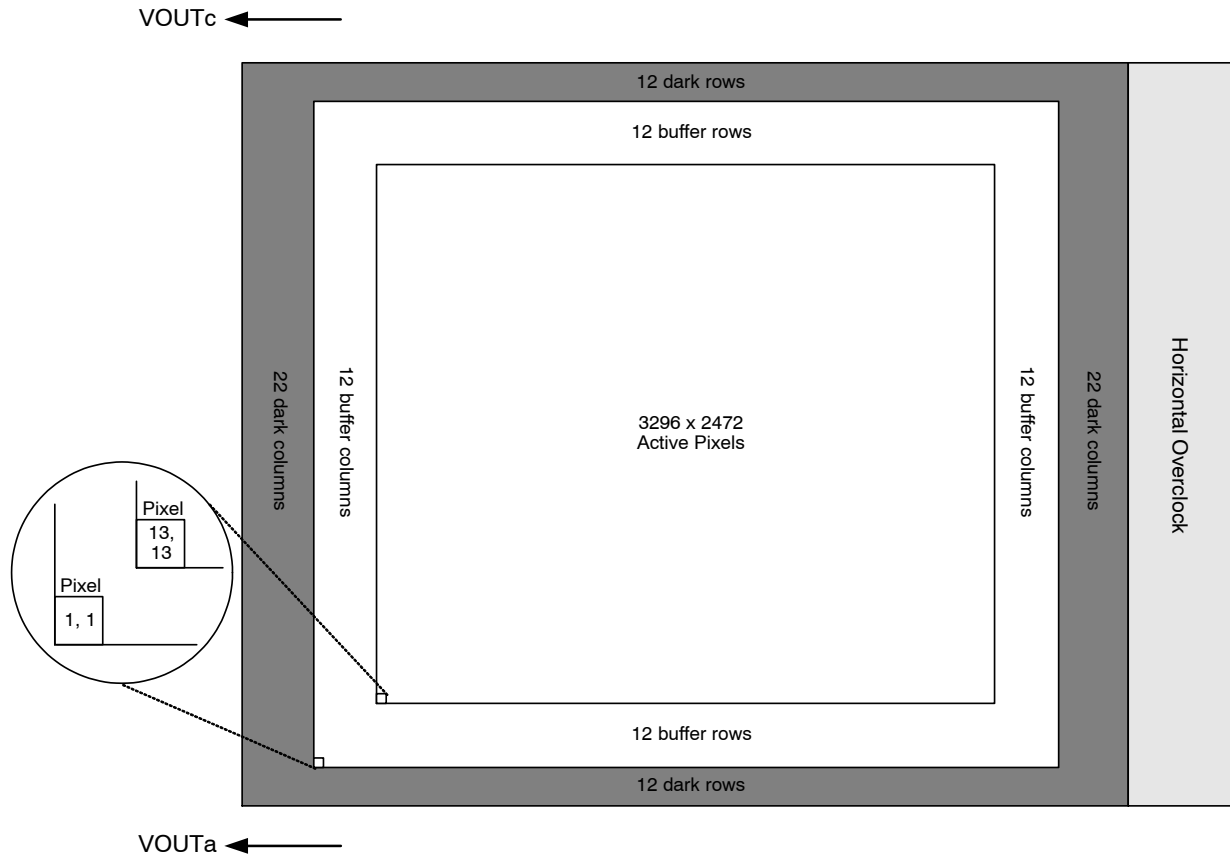 VOUTc
12 dark rows
12 buffer rows
22 dark columns
12 buffer columns
3296 x 2472
Active Pixels
12 buffer columns
22 dark columns
Horizontal Overclock
Pixel
13,
13
Pixel
1, 1
12 buffer rows
12 dark rows
VOUTa